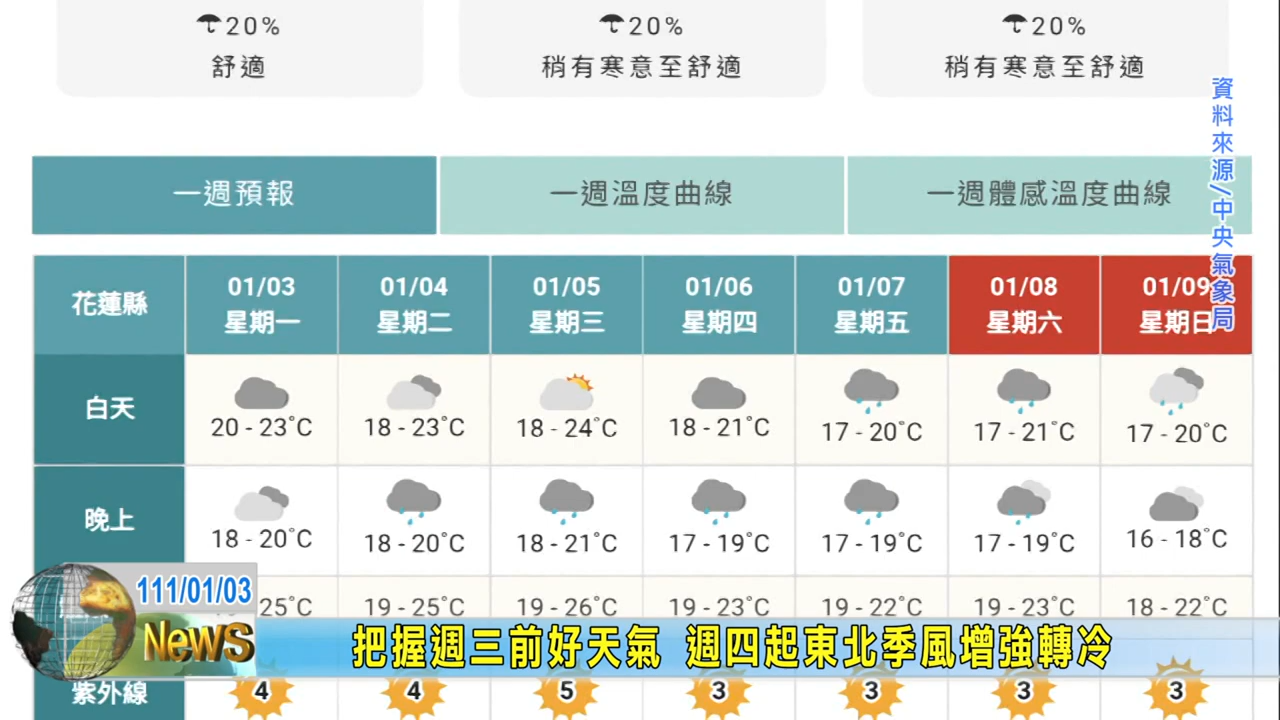 20%
舒適
20%
稍有寒意至舒適
20%
稍有寒意至舒適
資料來源/中央氣象局
一週預報
一週溫度曲線
一週體感溫度曲線
花蓮縣
01/03
星期一
01/04
星期二
01/05
星期三
01/06
星期四
01/07
星期五
01/08
星期六
01/09
星期日
白天
20 - 23°C
18 - 23°C
18 - 24°C
18 - 21°C
17 - 20°C
17 - 21°C
17 - 20°C
晚上
18 - 20°C
18 - 20°C
18 - 21°C
17 - 19°C
17 - 19°C
17 - 19°C
16 - 18°C
25°C
19 - 25°C
19 - 26°C
19 - 23°C
19 - 22°C
19 - 23°C
18 - 22°C
111/01/03
NewS
把握週三前好天氣 週四起東北季風增強轉冷
紫外線
4
4
5
3
3
3
3